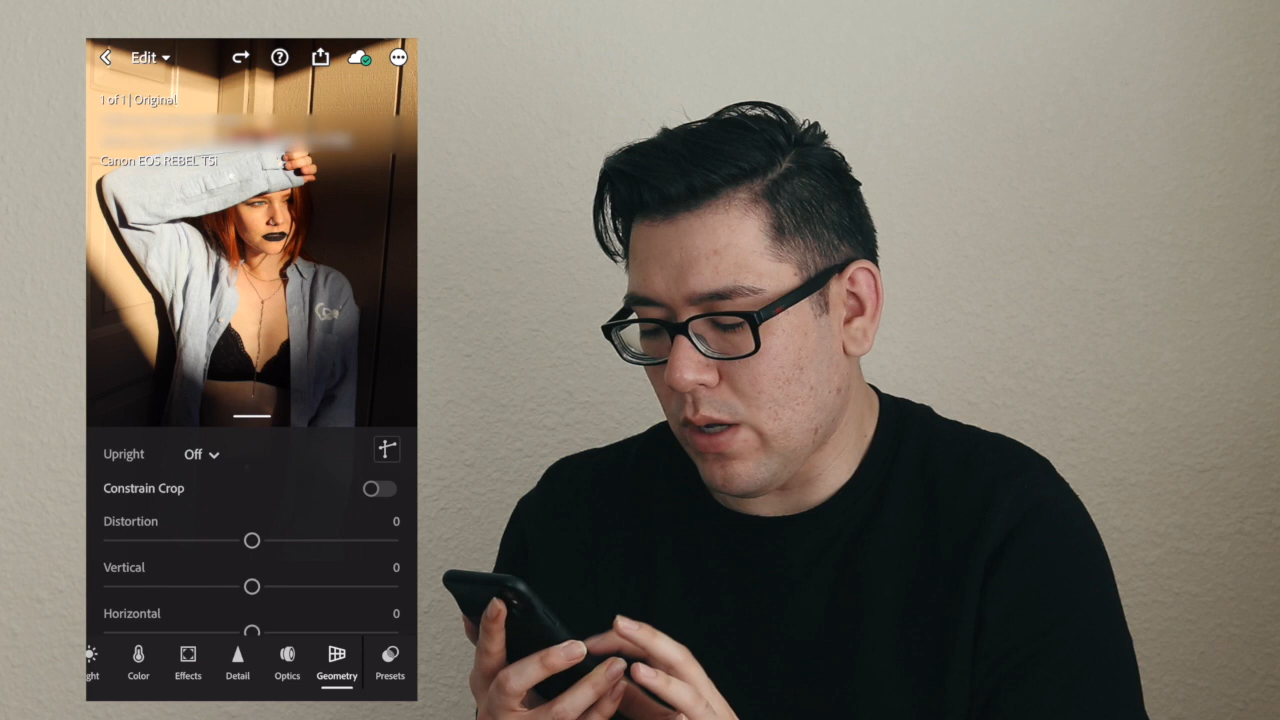 Edit
1 of 1 | Original
Canon EOS REBEL T5i
Upright Off
Constrain Crop
Distortion 0
Vertical 0
Horizontal 0
ght Color Effects Detail Optics Geometry Presets